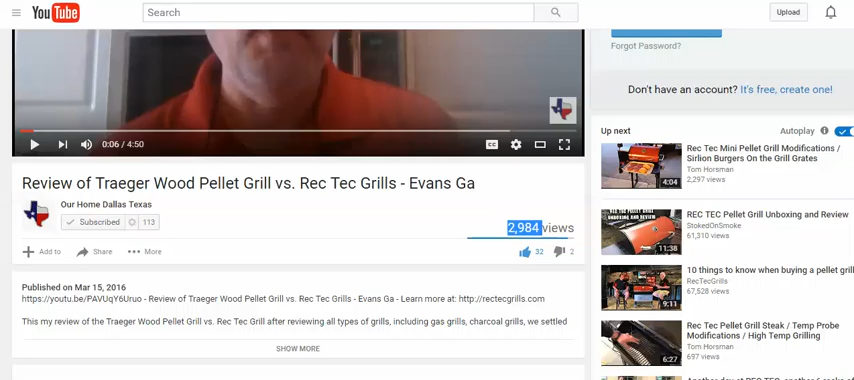 YouTube
Search
Upload
0:06 / 4:50
CC
Review of Traeger Wood Pellet Grill vs. Rec Tec Grills - Evans Ga
Our Home Dallas Texas
Subscribed 113
2,984 views
Add to
Share
More
32
2
Published on Mar 15, 2016
https://youtu.be/PAVUqY6Uruo - Review of Traeger Wood Pellet Grill vs. Rec Tec Grills - Evans Ga - Learn more at: http://rectecgrills.com
This my review of the Traeger Wood Pellet Grill vs. Rec Tec Grill after reviewing all types of grills, including gas grills, charcoal grills, we settled
SHOW MORE
Forgot Password?
Don't have an account? It's free, create one!
Up next
Autoplay
4:04
Rec Tec Mini Pellet Grill Modifications /
Sirlion Burgers On the Grill Grates
Tom Horsman
2,297 views
11:38
REC TEC Pellet Grill Unboxing and Review
StokedOnSmoke
61,310 views
9:11
10 things to know when buying a pellet grill
RecTecGrills
67,528 views
6:27
Rec Tec Pellet Grill Steak / Temp Probe
Modifications / High Temp Grilling
Tom Horsman
697 views